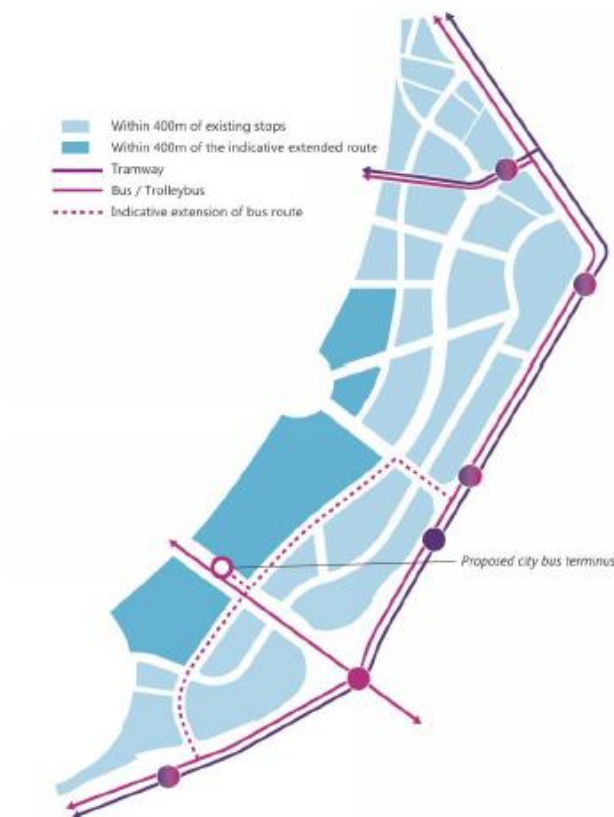 Within 400m of existing stops
Within 400m of the indicative extended route
Tramway
Bus / Trolleybus
Indicative extension of bus route
Proposed city bus terminus